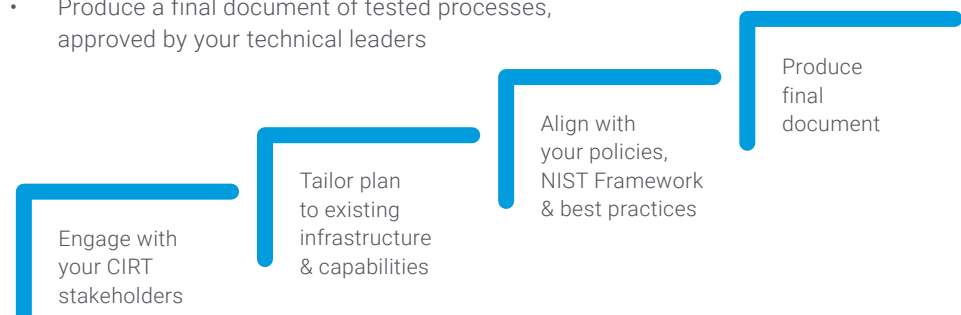 • Produce a final document of tested processes,
approved by your technical leaders
Engage with
your CIRT
stakeholders
Tailor plan
to existing
infrastructure
& capabilities
Align with
your policies,
NIST Framework
& best practices
Produce
final
document